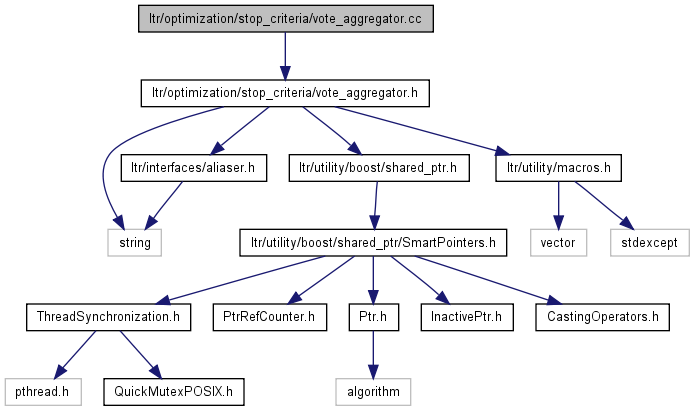 ltr/optimization/stop_criteria/vote_aggregator.cc
ltr/optimization/stop_criteria/vote_aggregator.h
ltr/interfaces/aliaser.h
ltr/utility/boost/shared_ptr.h
ltr/utility/macros.h
string
ltr/utility/boost/shared_ptr/SmartPointers.h
vector
stdexcept
ThreadSynchronization.h
PtrRefCounter.h
Ptr.h
InactivePtr.h
CastingOperators.h
pthread.h
QuickMutexPOSIX.h
algorithm